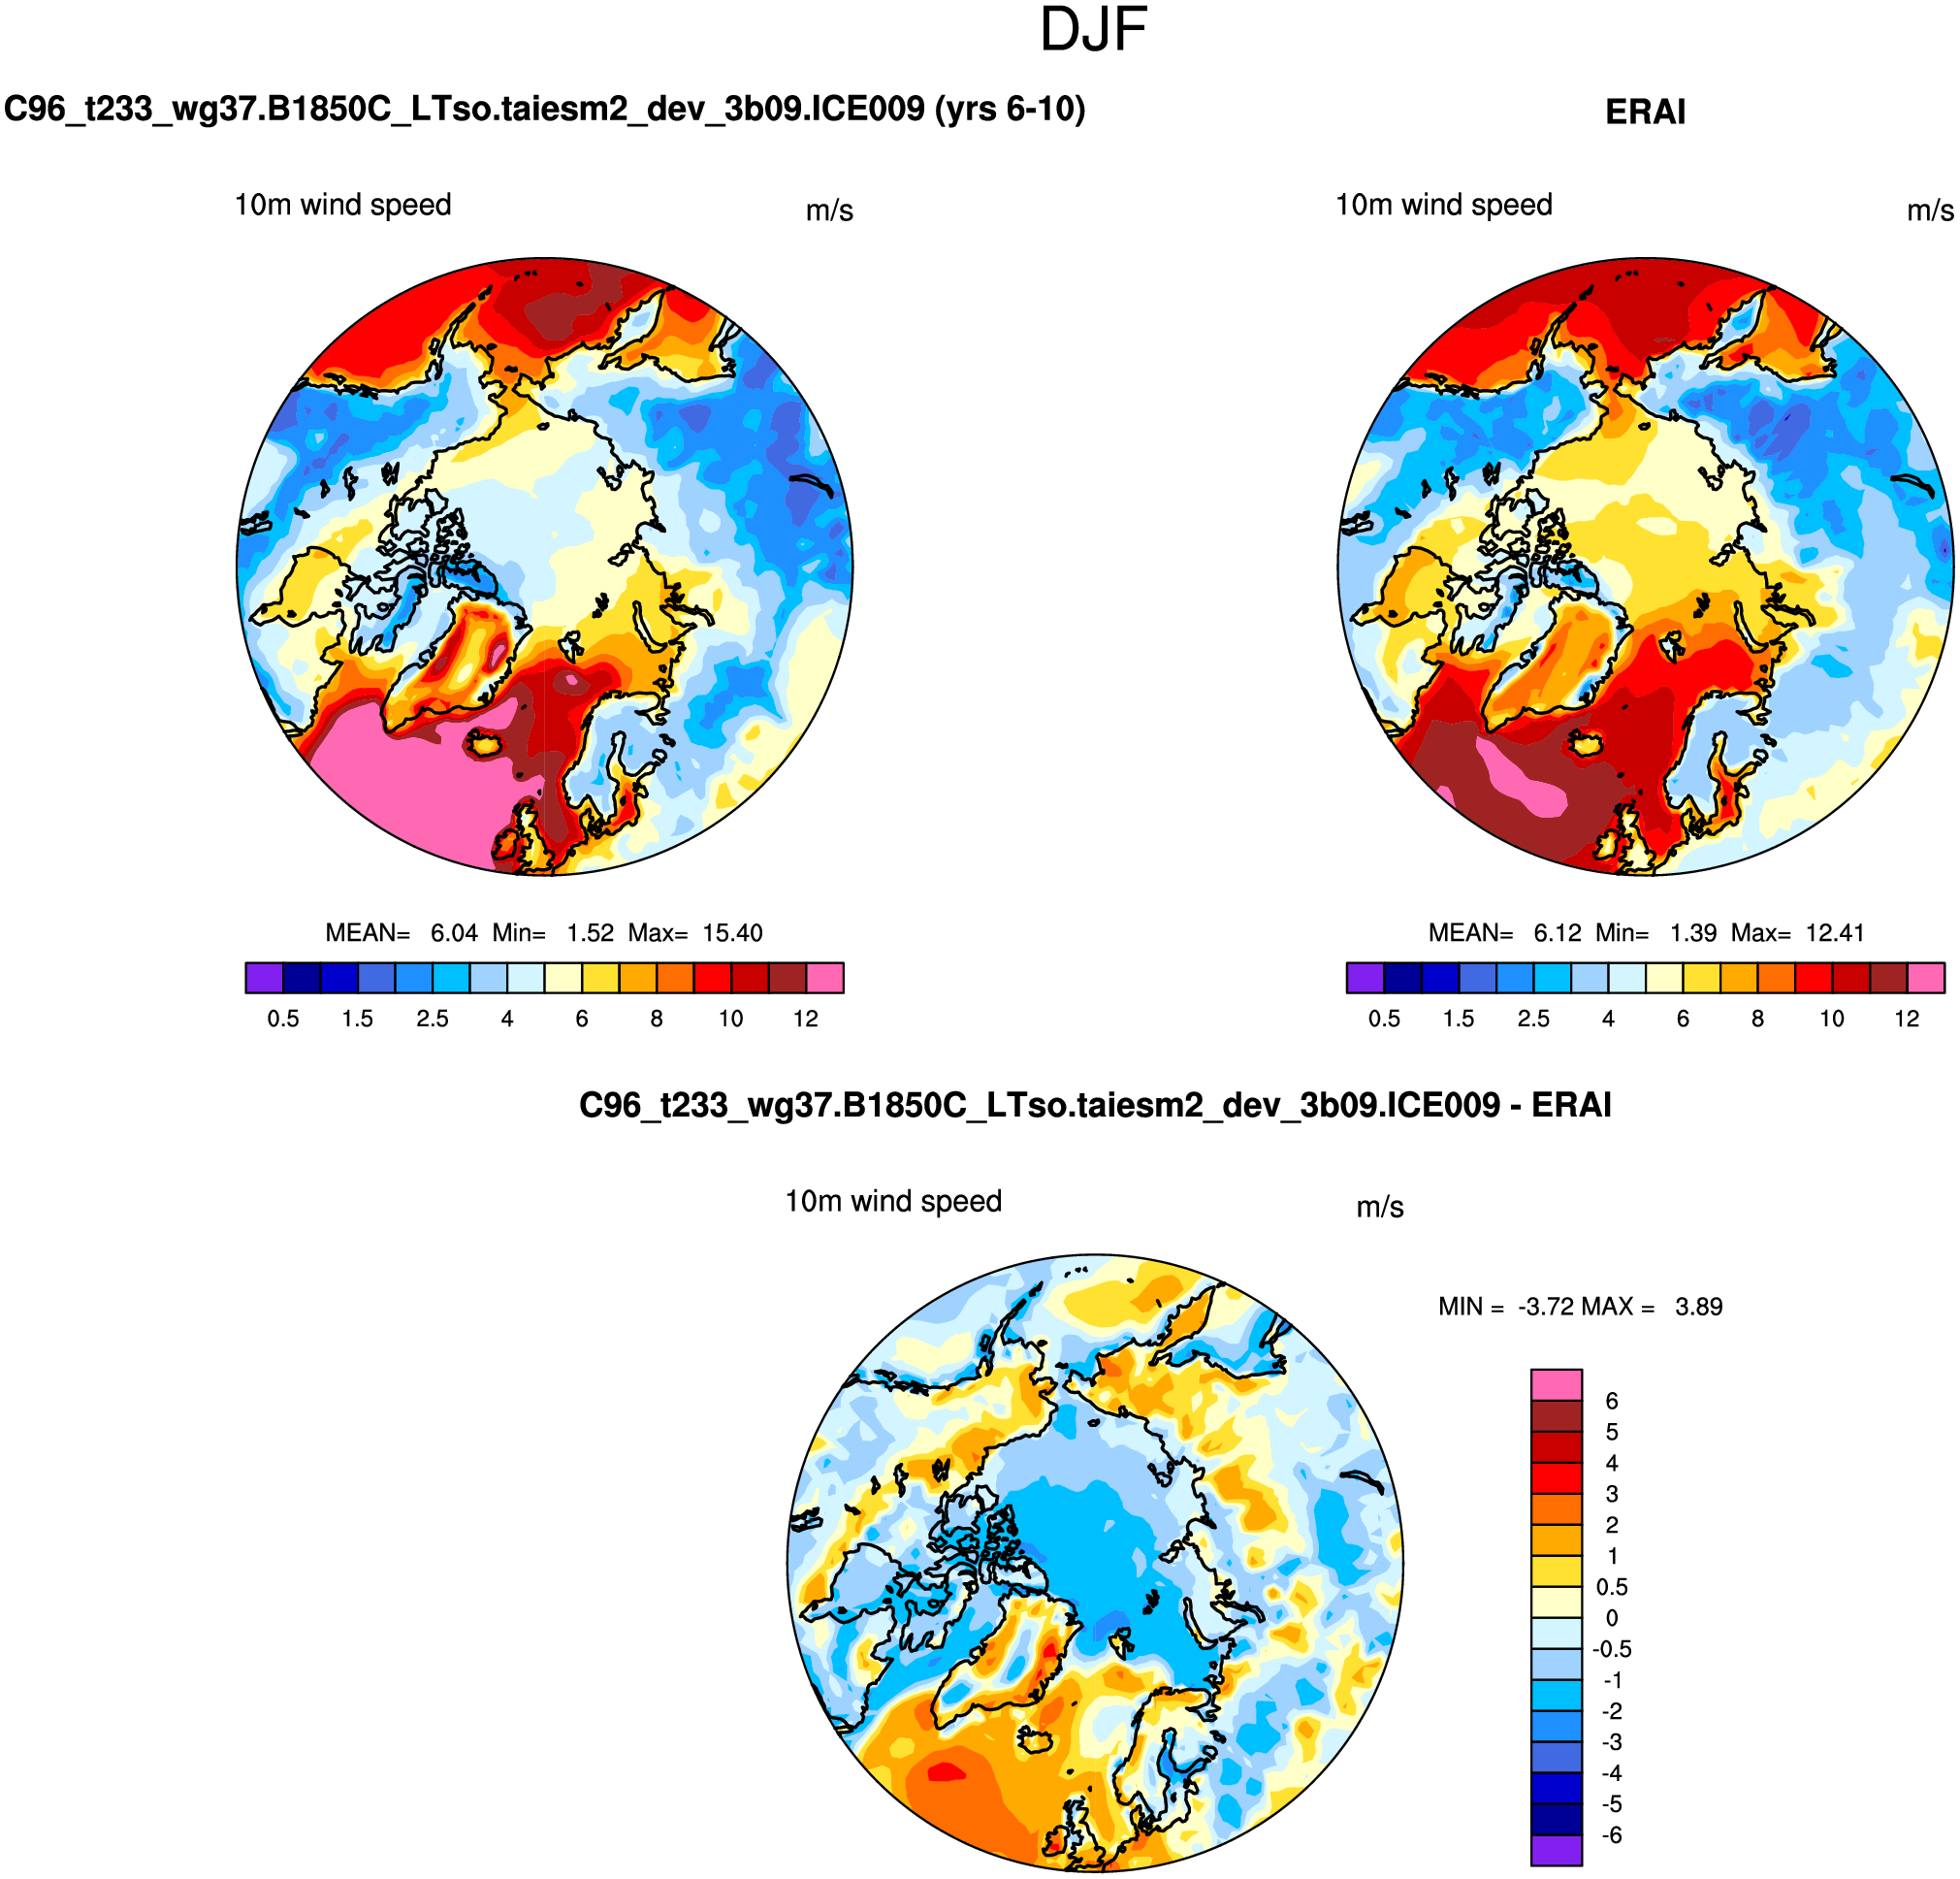 DJF
C96_t233_wg37.B1850C_LTso.taiesm2_dev_3b09.ICE009 (yrs 6-10)
ERAI
10m wind speed m/s
10m wind speed m/s
MEAN= 6.04 Min= 1.52 Max= 15.40
MEAN= 6.12 Min= 1.39 Max= 12.41
0.5 1.5 2.5 4 6 8 10 12
0.5 1.5 2.5 4 6 8 10 12
C96_t233_wg37.B1850C_LTso.taiesm2_dev_3b09.ICE009 - ERAI
10m wind speed m/s
MIN = -3.72 MAX = 3.89
6
5
4
3
2
1
0.5
0
-0.5
-1
-2
-3
-4
-5
-6